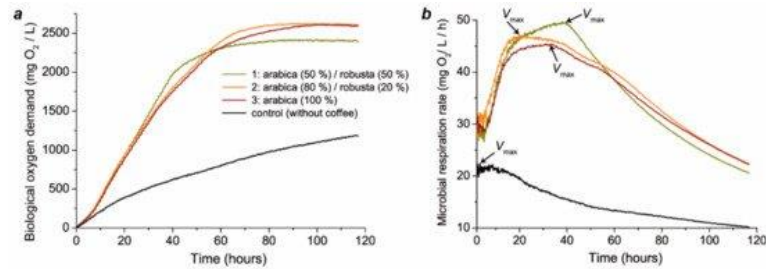 a
Biological oxygen demand (mg O2 / L)
2500
2000
1500
1000
500
0
1: arabica (50 %) / robusta (50 %)
2: arabica (80 %) / robusta (20 %)
3: arabica (100 %)
control (without coffee)
0 20 40 60 80 100 120
Time (hours)
b
Microbial respiration rate (mg O2/ L / h)
50
40
30
20
10
Vmax
Vmax
Vmax
Vmax
0 20 40 60 80 100 120
Time (hours)